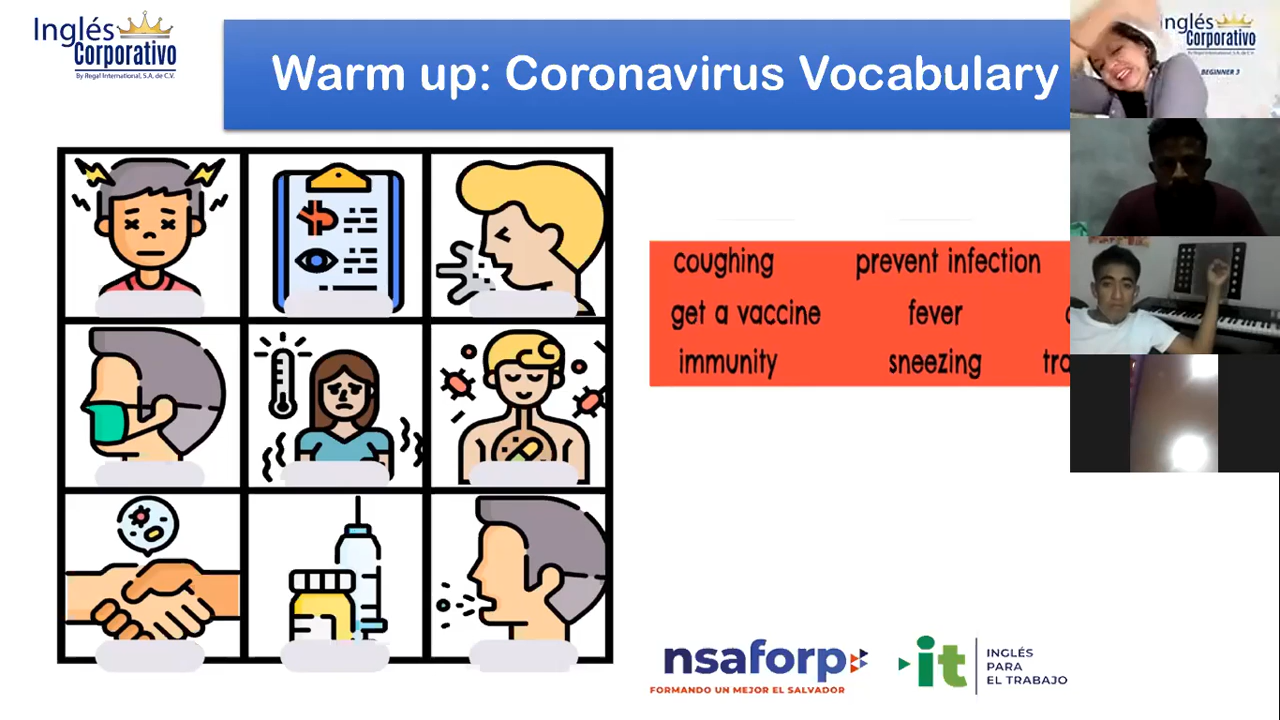 Inglés
Corporativo
By Regal International, S.A. de C.V.
Warm up: Coronavirus Vocabulary
Inglés
Corporativo
BEGINNER 3
coughing prevent infection
get a vaccine fever
immunity sneezing
nsaforp
FORMANDO UN MEJOR EL SALVADOR
it
INGLÉS
PARA
EL TRABAJO